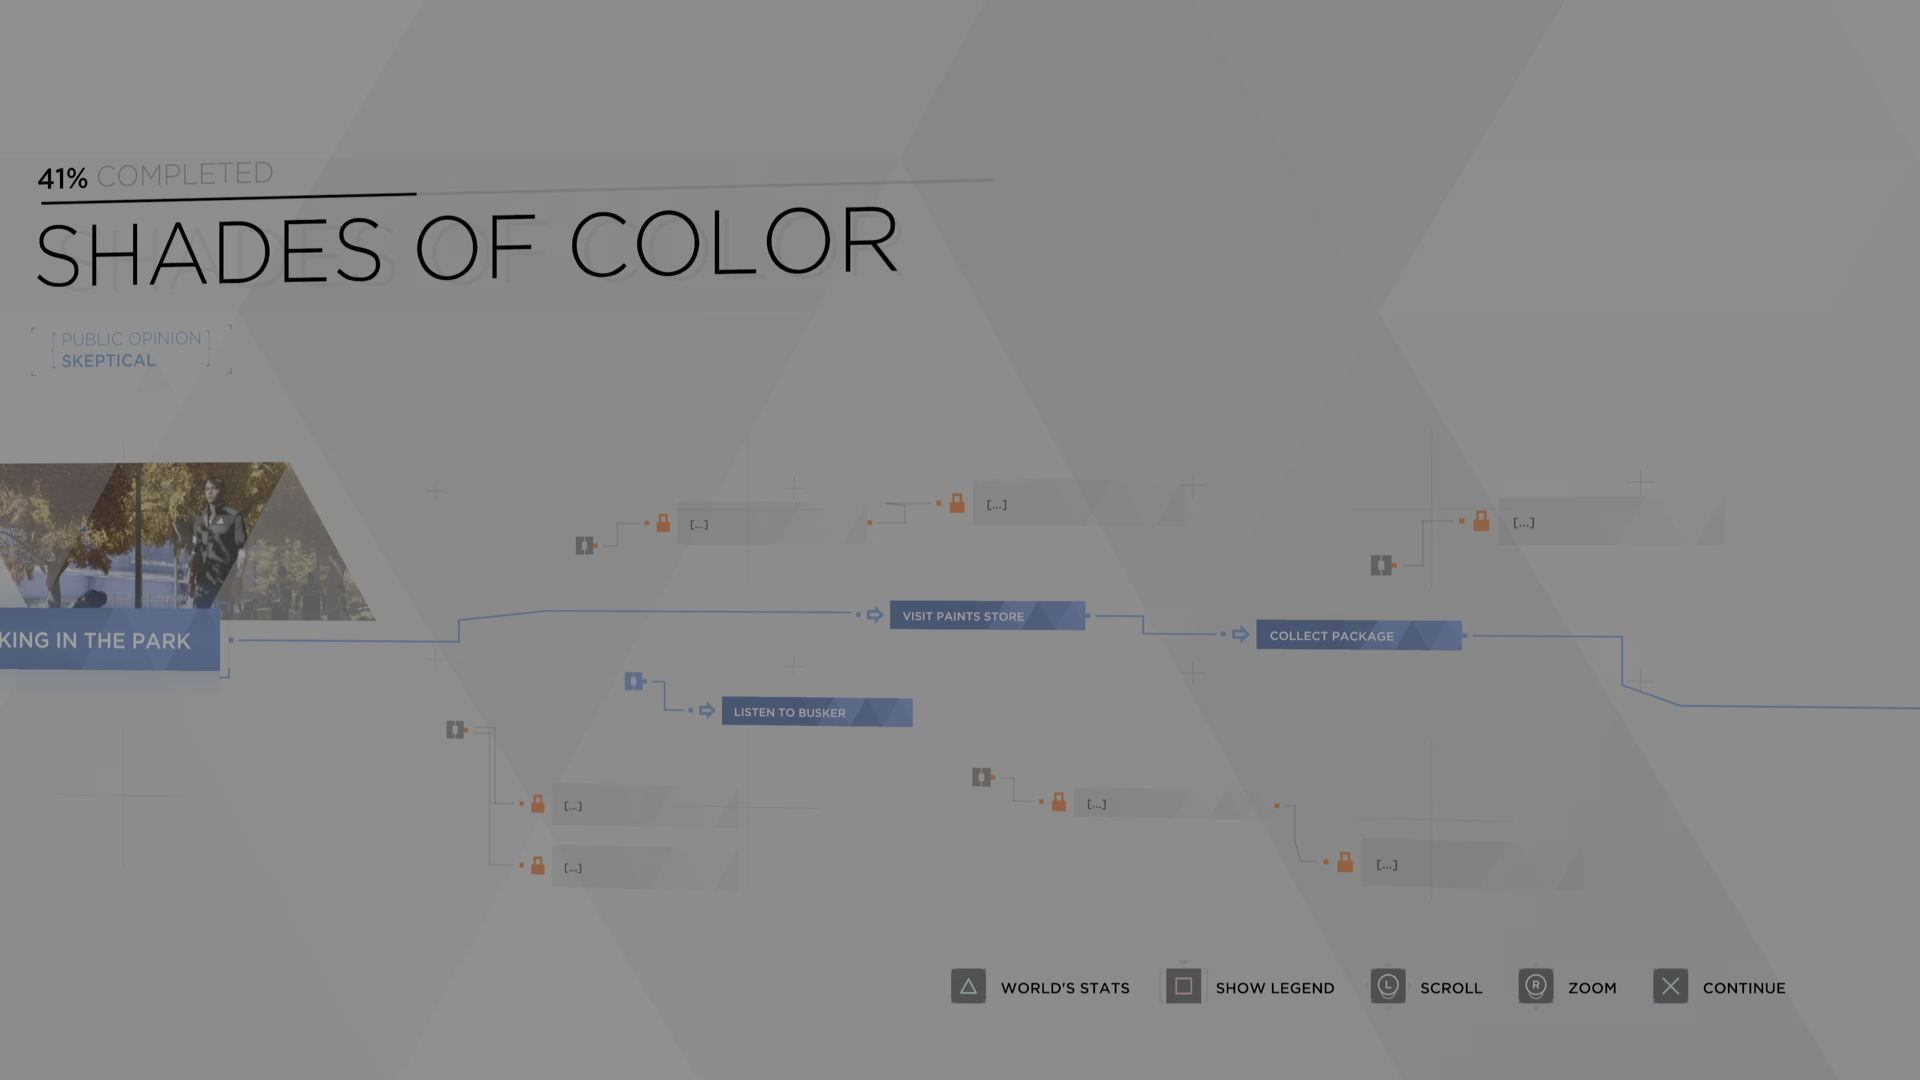 41% COMPLETED
SHADES OF COLOR
PUBLIC OPINION
SKEPTICAL
[...]
[...]
[...]
VISIT PAINTS STORE
COLLECT PACKAGE
KING IN THE PARK
LISTEN TO BUSKER
[...]
[...]
[...]
[...]
WORLD'S STATS
SHOW LEGEND
L
SCROLL
R
ZOOM
CONTINUE